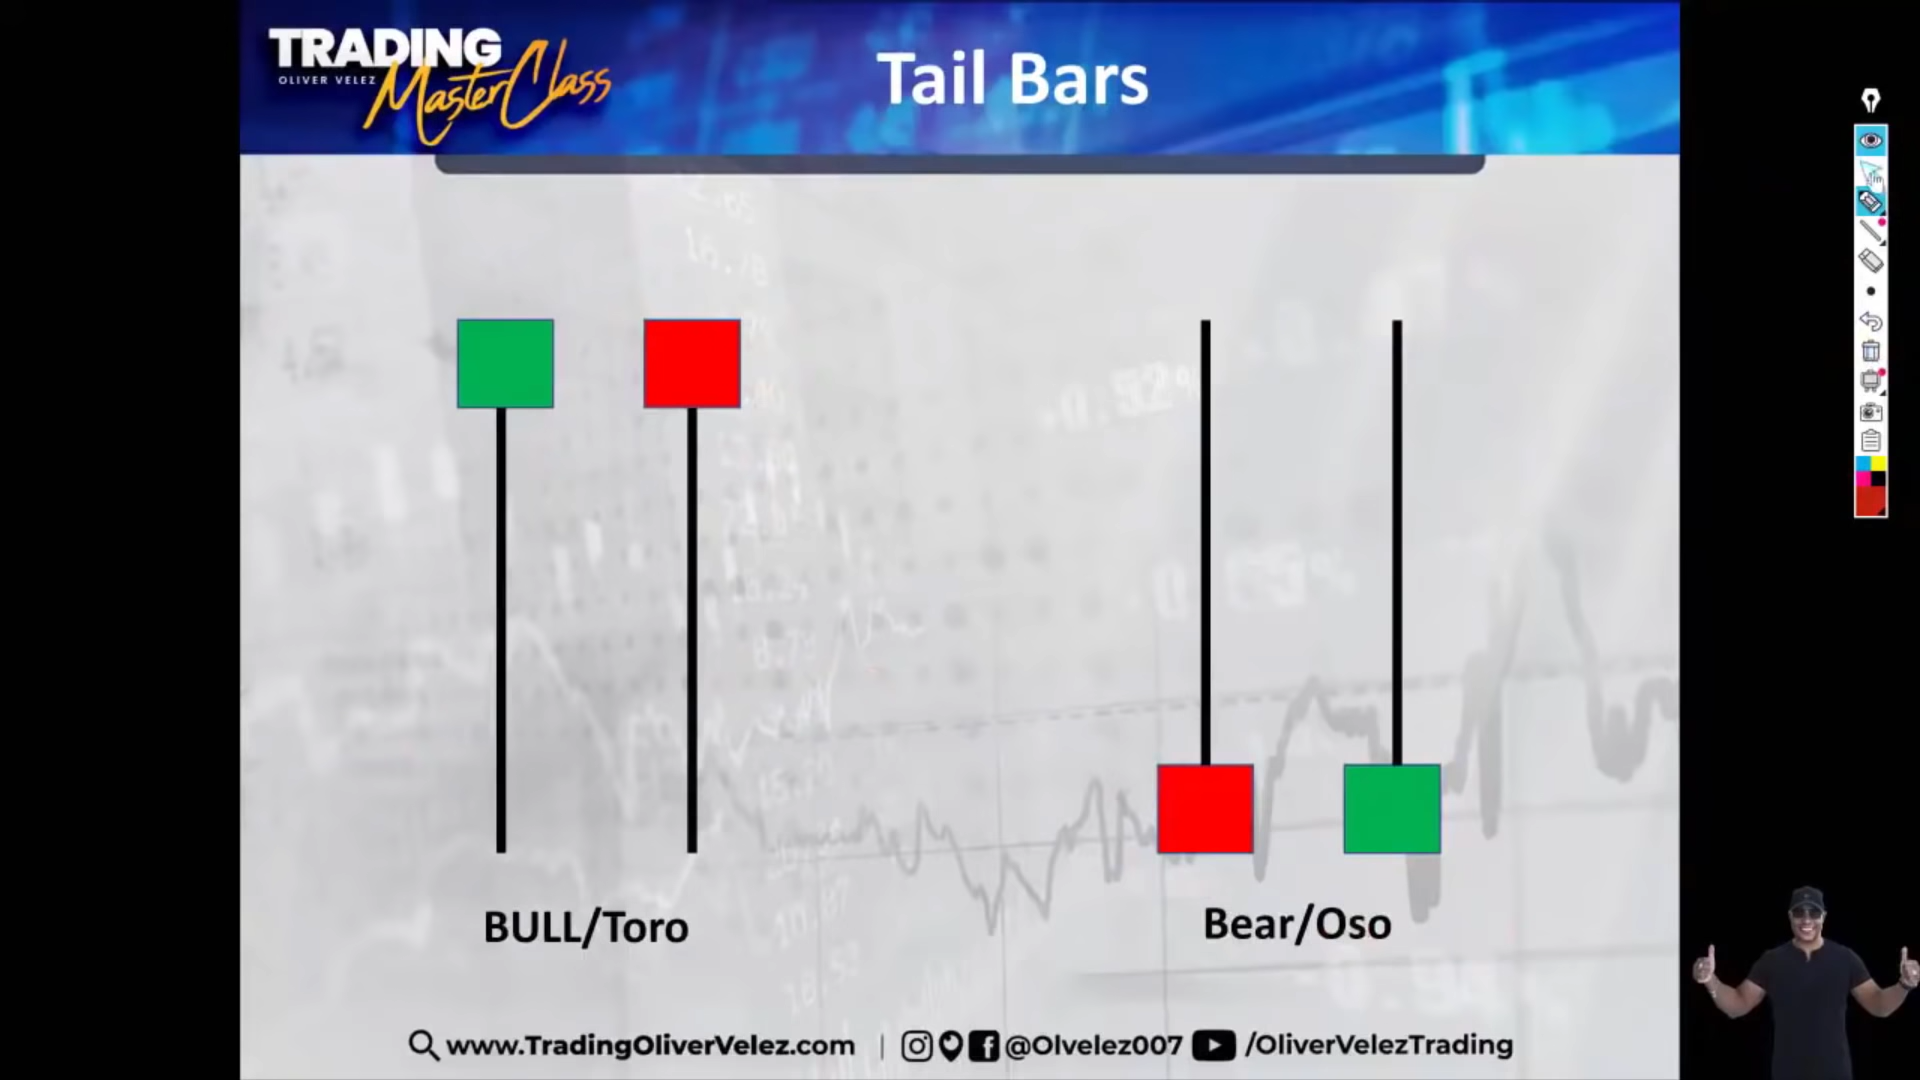 TRADING
OLIVER VELEZ
MasterClass
Tail Bars
BULL/Toro
Bear/Oso
www.TradingOliverVelez.com | @Olvelez007 /OliverVelezTrading